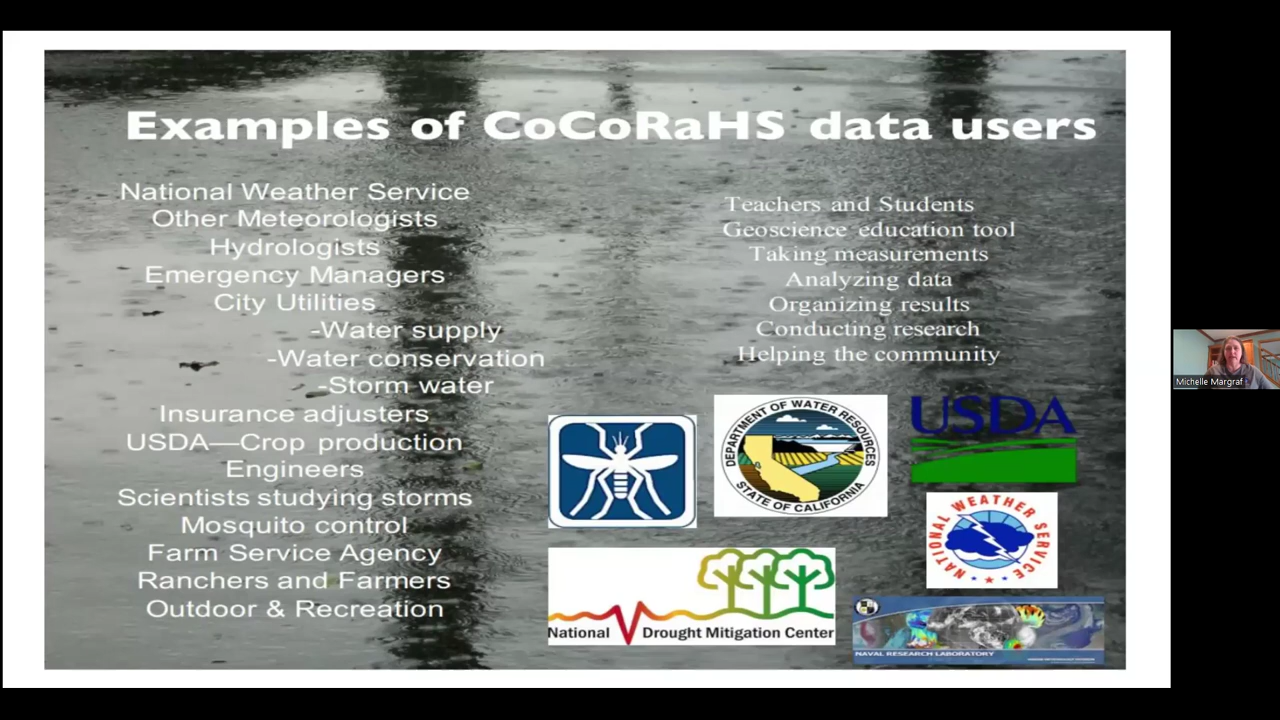 Examples of CoCoRaHS data users
National Weather Service
Other Meteorologists
Hydrologists
Emergency Managers
City Utilities
-Water supply
-Water conservation
-Storm water
Insurance adjusters
USDA—Crop production
Engineers
Scientists studying storms
Mosquito control
Farm Service Agency
Ranchers and Farmers
Outdoor & Recreation
Teachers and Students
Geoscience education tool
Taking measurements
Analyzing data
Organizing results
Conducting research
Helping the community
DEPARTMENT OF WATER RESOURCES
STATE OF CALIFORNIA
USDA
NATIONAL WEATHER SERVICE
National Drought Mitigation Center
NAVAL RESEARCH LABORATORY
Michelle Margraf